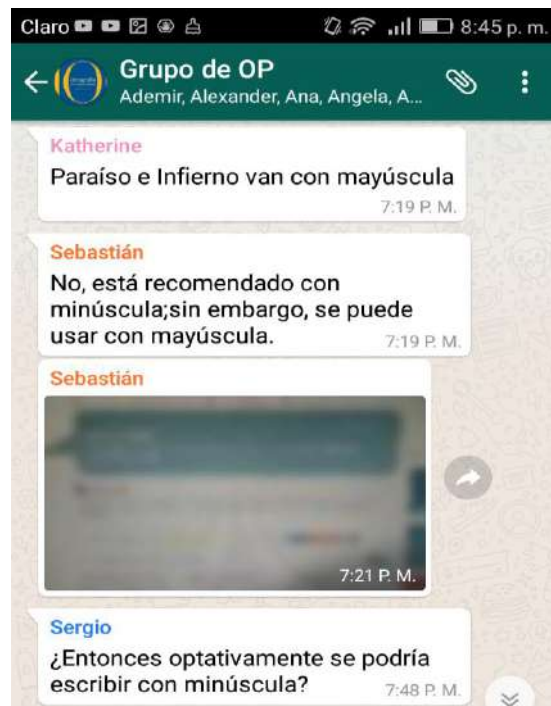 Claro 8:45 p. m.
Grupo de OP
Ademir, Alexander, Ana, Angela, A...
Katherine
Paraíso e Infierno van con mayúscula
7:19 P. M.
Sebastián
No, está recomendado con
minúscula;sin embargo, se puede
usar con mayúscula.
7:19 P. M.
Sebastián
7:21 P. M.
Sergio
¿Entonces optativamente se podría
escribir con minúscula?
7:48 P. M.